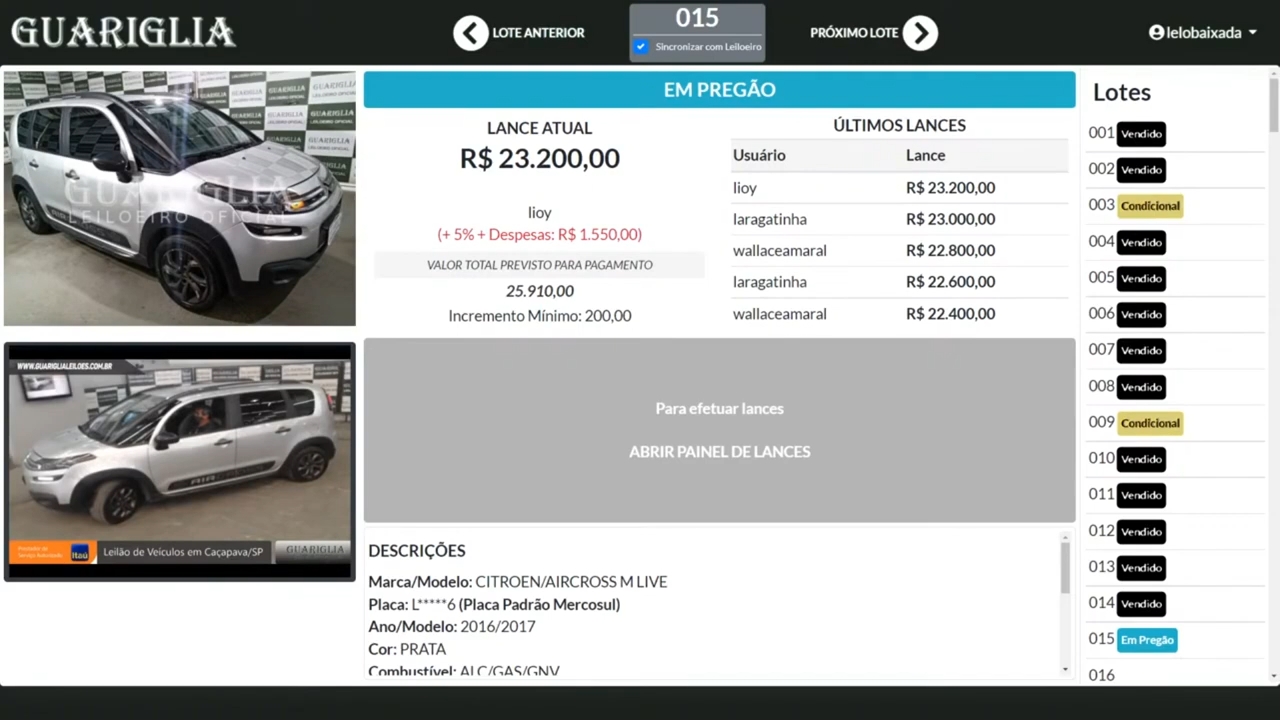 GUARIGLIA
LOTE ANTERIOR
015
Sincronizar com Leiloeiro
PRÓXIMO LOTE
lelobaixada
GUARIGLIA
LEILOEIRO OFICIAL
WWW.GUARIGLIALEILOES.COM.BR
AIRCROSS
Itaú
Leilão de Veículos em Caçapava/SP
GUARIGLIA
EM PREGÃO
LANCE ATUAL
R$ 23.200,00
lioy
(+ 5% + Despesas: R$ 1.550,00)
VALOR TOTAL PREVISTO PARA PAGAMENTO
25.910,00
Incremento Mínimo: 200,00
ÚLTIMOS LANCES
Usuário Lance
lioy R$ 23.200,00
laragatinha R$ 23.000,00
wallaceamaral R$ 22.800,00
laragatinha R$ 22.600,00
wallaceamaral R$ 22.400,00
Para efetuar lances
ABRIR PAINEL DE LANCES
DESCRIÇÕES
Marca/Modelo: CITROEN/AIRCROSS M LIVE
Placa: L*****6 (Placa Padrão Mercosul)
Ano/Modelo: 2016/2017
Cor: PRATA
Combustível: ALC/GAS/GNV
Lotes
001 Vendido
002 Vendido
003 Condicional
004 Vendido
005 Vendido
006 Vendido
007 Vendido
008 Vendido
009 Condicional
010 Vendido
011 Vendido
012 Vendido
013 Vendido
014 Vendido
015 Em Pregão
016